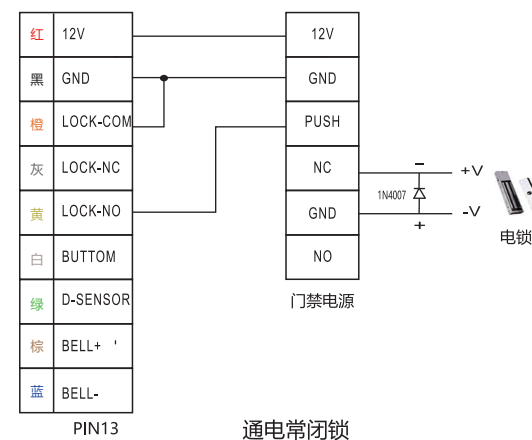 红 12V
黑 GND
橙 LOCK-COM
灰 LOCK-NC
黄 LOCK-NO
白 BUTTOM
绿 D-SENSOR
棕 BELL+ '
蓝 BELL-
PIN13
12V
GND
PUSH
NC
GND
NO
门禁电源
1N4007
−
+
+V
-V
电锁
通电常闭锁